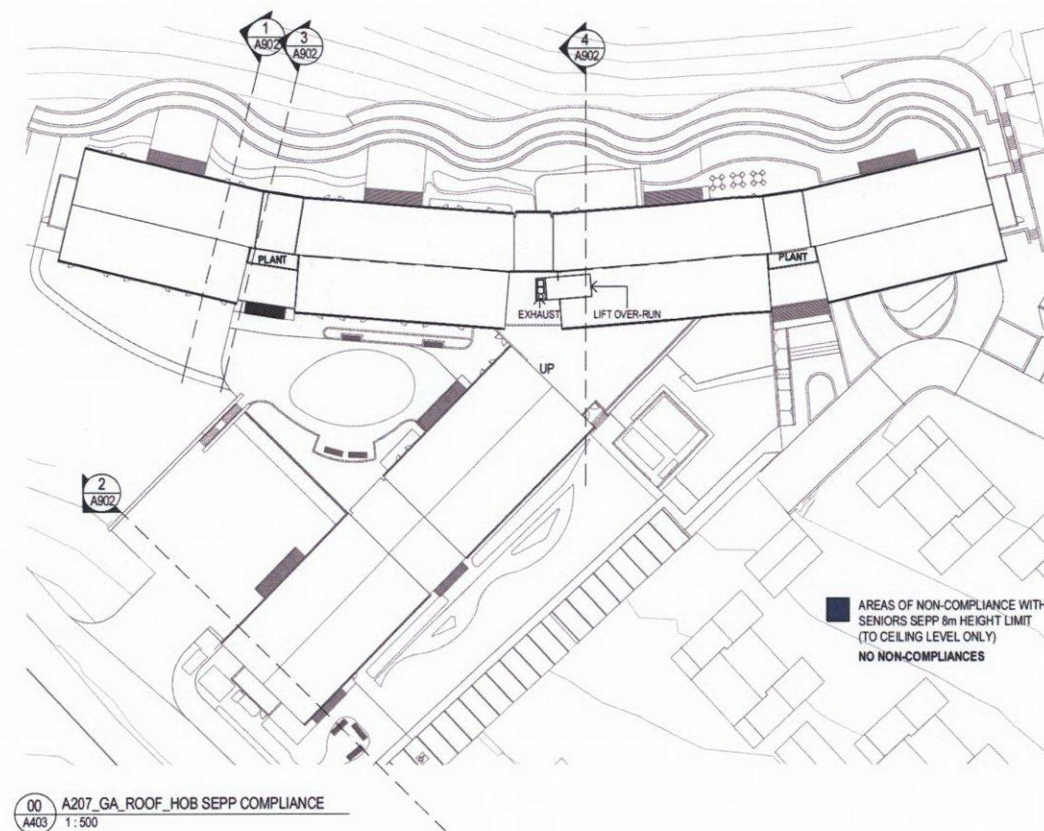 1
A902
3
A902
4
A902
PLANT
PLANT
EXHAUST
LIFT OVER-RUN
UP
2
A902
AREAS OF NON-COMPLIANCE WITH
SENIORS SEPP 8m HEIGHT LIMIT
(TO CEILING LEVEL ONLY)
NO NON-COMPLIANCES
00
A403
A207_GA_ROOF_HOB SEPP COMPLIANCE
1 : 500